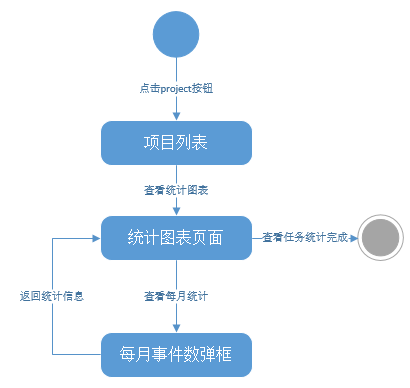 点击project按钮
项目列表
查看统计图表
统计图表页面
查看任务统计完成
返回统计信息
查看每月统计
每月事件数弹框